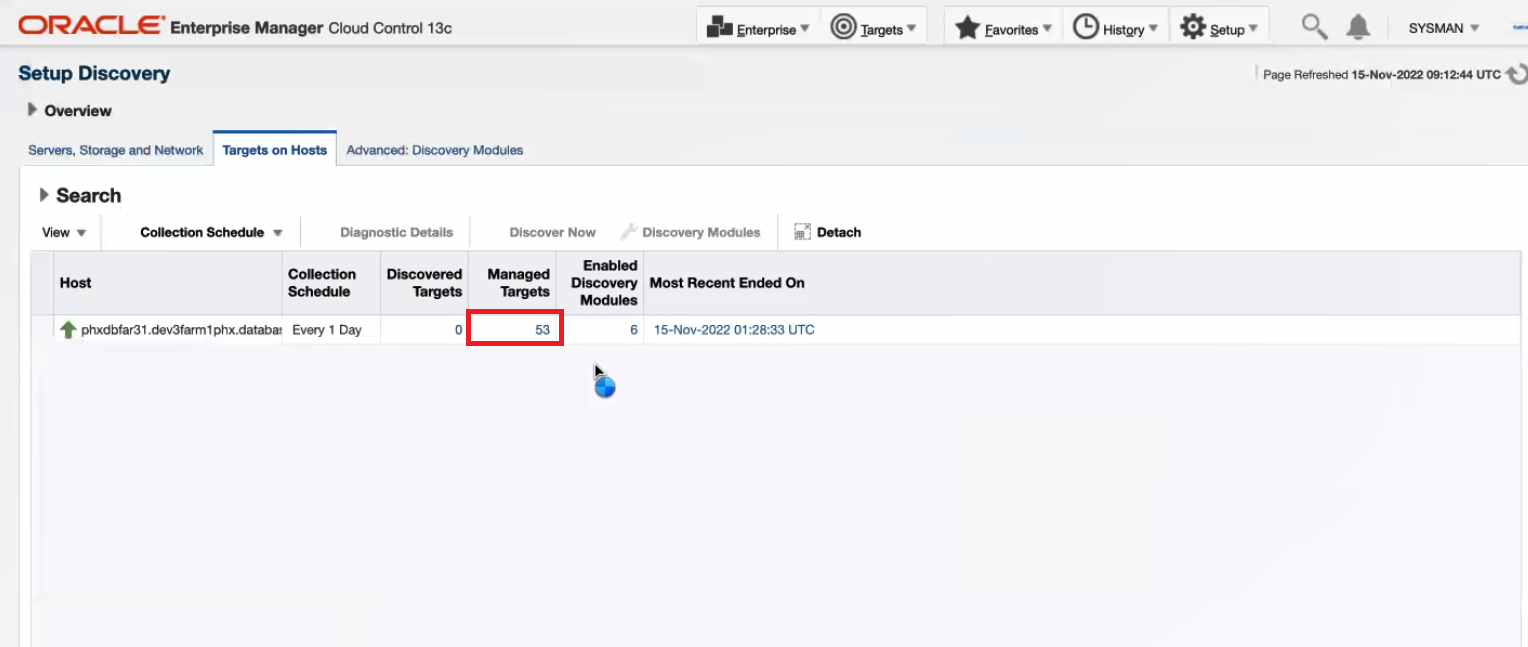 ORACLE Enterprise Manager Cloud Control 13c Enterprise Targets Favorites History Setup SYSMAN
Setup Discovery
Page Refreshed 15-Nov-2022 09:12:44 UTC
Overview
Servers, Storage and Network Targets on Hosts Advanced: Discovery Modules
Search
View Collection Schedule Diagnostic Details Discover Now Discovery Modules Detach
Host
Collection
Schedule
Discovered
Targets
Managed
Targets
Enabled
Discovery
Modules
Most Recent Ended On
phxdbfar31.dev3farm1phx.databas Every 1 Day 0 53 6 15-Nov-2022 01:28:33 UTC